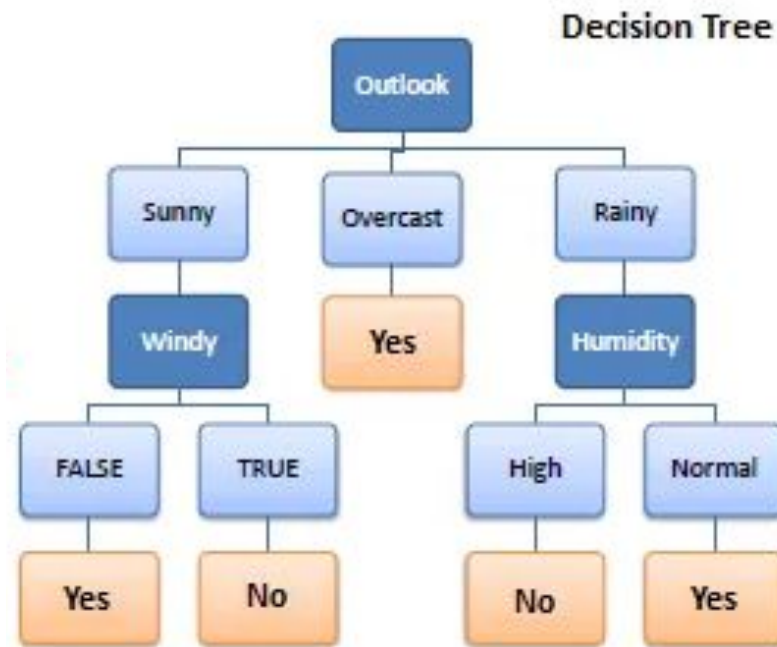 Decision Tree
Outlook
Sunny
Overcast
Rainy
Windy
Yes
Humidity
FALSE
TRUE
High
Normal
Yes
No
No
Yes